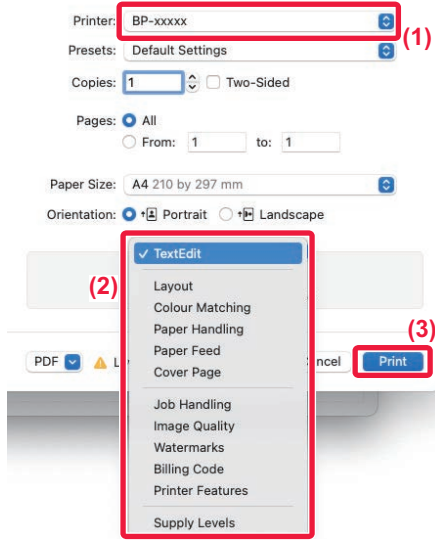 Printer: BP-xxxxx
(1)
Presets: Default Settings
Copies: 1 Two-Sided
Pages: All
From: 1 to: 1
Paper Size: A4 210 by 297 mm
Orientation: Portrait Landscape
(2)
✓ TextEdit
Layout
Colour Matching
Paper Handling
Paper Feed
Cover Page
(3)
PDF L ncel Print
Job Handling
Image Quality
Watermarks
Billing Code
Printer Features
Supply Levels